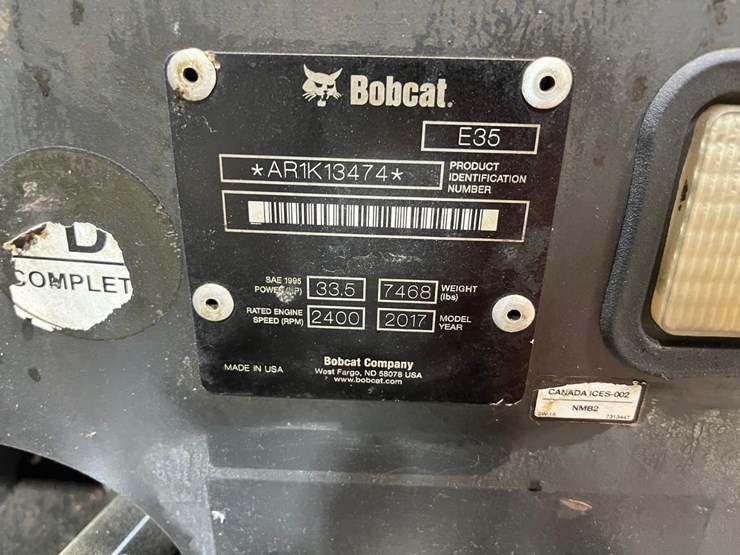 Bobcat.
E35
*AR1K13474*
PRODUCT
IDENTIFICATION
NUMBER
SAE 1995
POWER (HP)
33.5
7468
WEIGHT
(lbs)
RATED ENGINE
SPEED (RPM)
2400
2017
MODEL
YEAR
MADE IN USA
Bobcat Company
West Fargo, ND 58078 USA
www.bobcat.com
D
COMPLET
CANADA ICES-002
NMB2
7313447